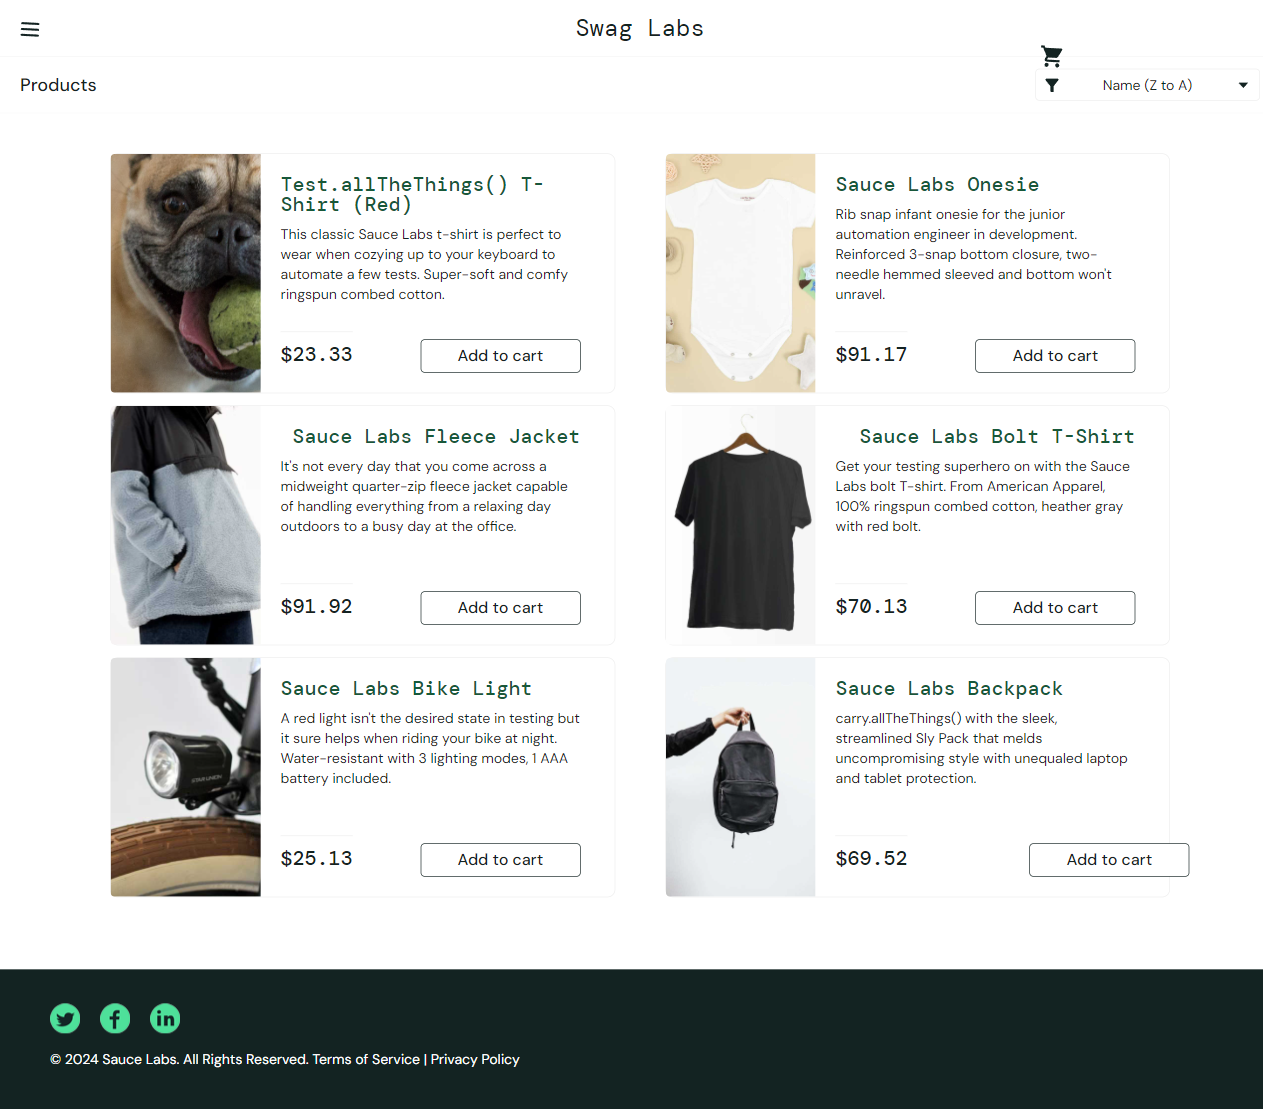 Swag Labs
Products
Name (Z to A)
Test.allTheThings() T-
Shirt (Red)
This classic Sauce Labs t-shirt is perfect to
wear when cozying up to your keyboard to
automate a few tests. Super-soft and comfy
ringspun combed cotton.
$23.33
Add to cart
Sauce Labs Onesie
Rib snap infant onesie for the junior
automation engineer in development.
Reinforced 3-snap bottom closure, two-
needle hemmed sleeved and bottom won't
unravel.
$91.17
Add to cart
Sauce Labs Fleece Jacket
It's not every day that you come across a
midweight quarter-zip fleece jacket capable
of handling everything from a relaxing day
outdoors to a busy day at the office.
$91.92
Add to cart
Sauce Labs Bolt T-Shirt
Get your testing superhero on with the Sauce
Labs bolt T-shirt. From American Apparel,
100% ringspun combed cotton, heather gray
with red bolt.
$70.13
Add to cart
STAR UNION
Sauce Labs Bike Light
A red light isn't the desired state in testing but
it sure helps when riding your bike at night.
Water-resistant with 3 lighting modes, 1 AAA
battery included.
$25.13
Add to cart
Sauce Labs Backpack
carry.allTheThings() with the sleek,
streamlined Sly Pack that melds
uncompromising style with unequaled laptop
and tablet protection.
$69.52
Add to cart
© 2024 Sauce Labs. All Rights Reserved. Terms of Service | Privacy Policy